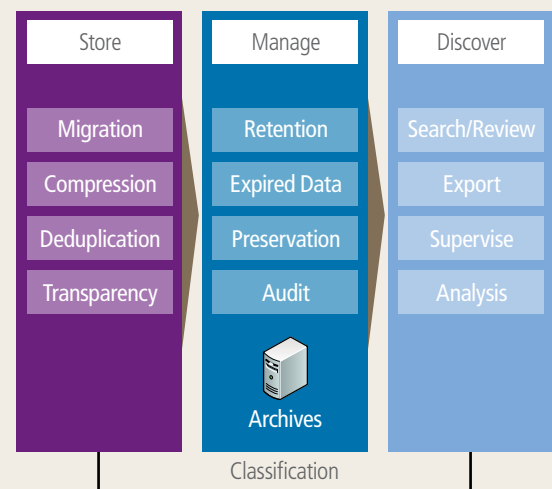 Store
Migration
Compression
Deduplication
Transparency
Manage
Retention
Expired Data
Preservation
Audit
Archives
Discover
Search/Review
Export
Supervise
Analysis
Classification